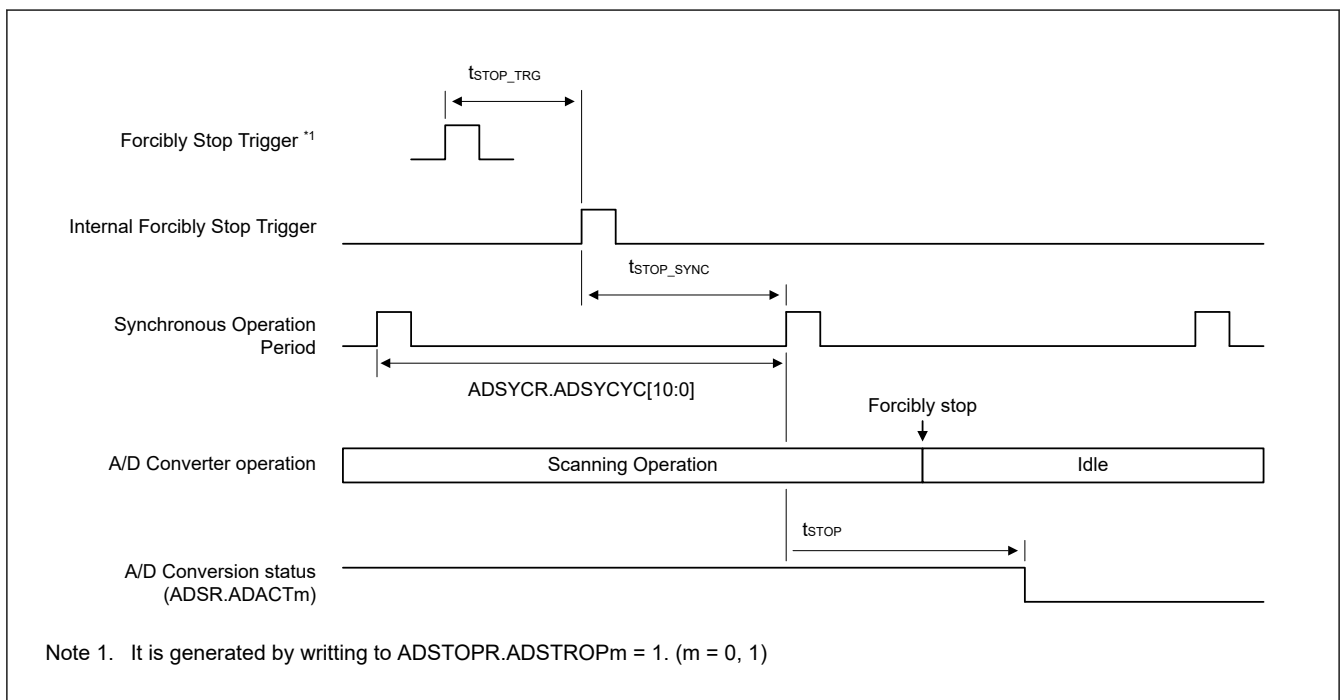 tSTOP_TRG
Forcibly Stop Trigger *1
Internal Forcibly Stop Trigger
tSTOP_SYNC
Synchronous Operation
Period
ADSYCR.ADSYCYC[10:0]
Forcibly stop
A/D Converter operation
Scanning Operation
Idle
tSTOP
A/D Conversion status
(ADSR.ADACTm)
Note 1. It is generated by writting to ADSTOPR.ADSTROPm = 1. (m = 0, 1)